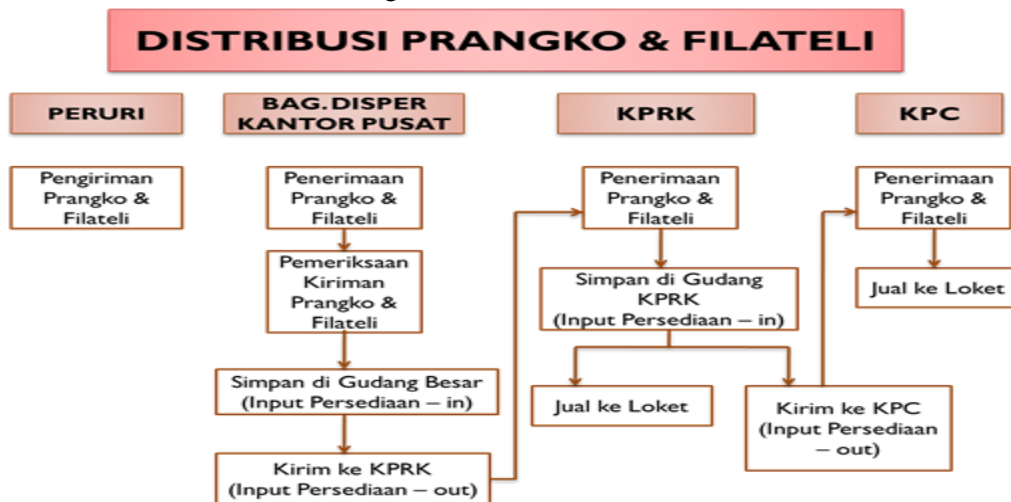 DISTRIBUSI PRANGKO & FILATELI
PERURI
BAG. DISPER
KANTOR PUSAT
KPRK
KPC
Pengiriman
Prangko &
Filateli
Penerimaan
Prangko &
Filateli
Pemeriksaan
Kiriman
Prangko &
Filateli
Simpan di Gudang Besar
(Input Persediaan – in)
Kirim ke KPRK
(Input Persediaan – out)
Penerimaan
Prangko &
Filateli
Simpan di Gudang
KPRK
(Input Persediaan – in)
Jual ke Loket
Kirim ke KPC
(Input Persediaan
– out)
Penerimaan
Prangko &
Filateli
Jual ke Loket